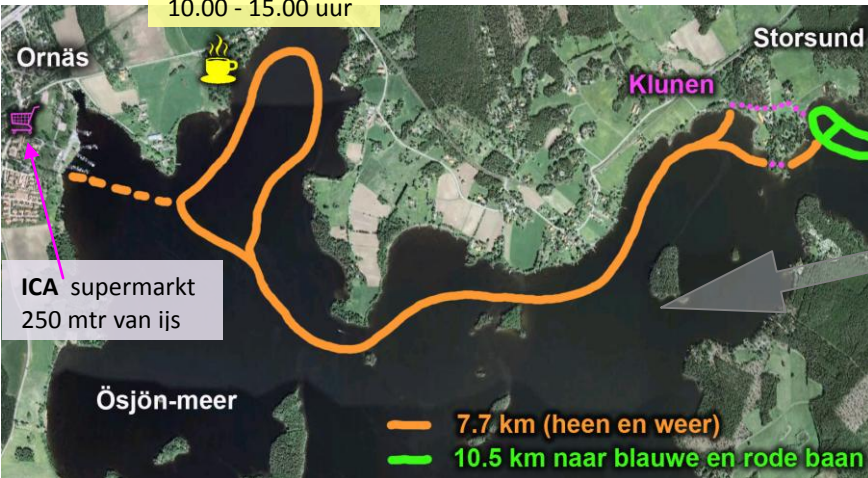 10.00 - 15.00 uur
Ornäs
Storsund
Klunen
ICA supermarkt
250 mtr van ijs
Ösjön-meer
7.7 km (heen en weer)
10.5 km naar blauwe en rode baan